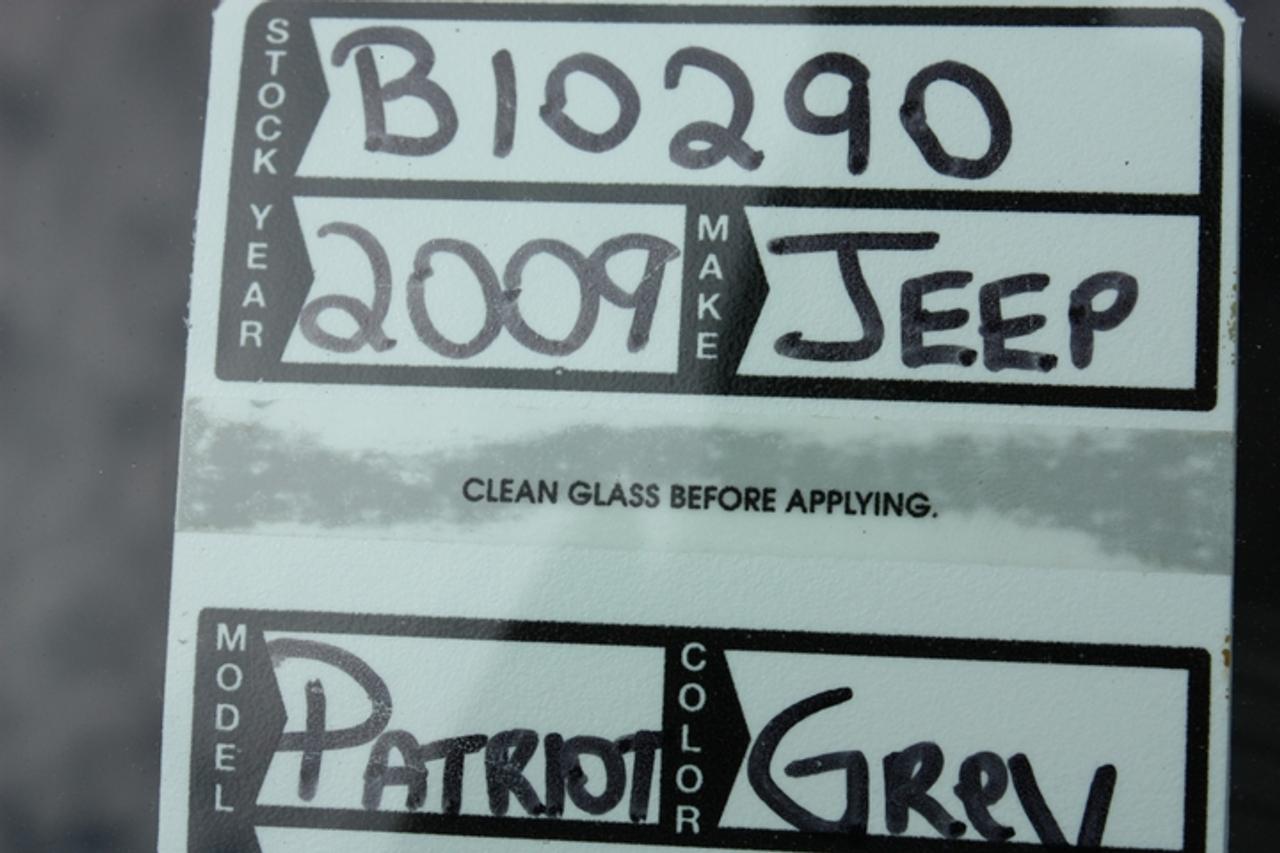 STOCK B10290
YEAR 2009 MAKE JEEP
CLEAN GLASS BEFORE APPLYING.
MODEL PATRIOT COLOR GREY